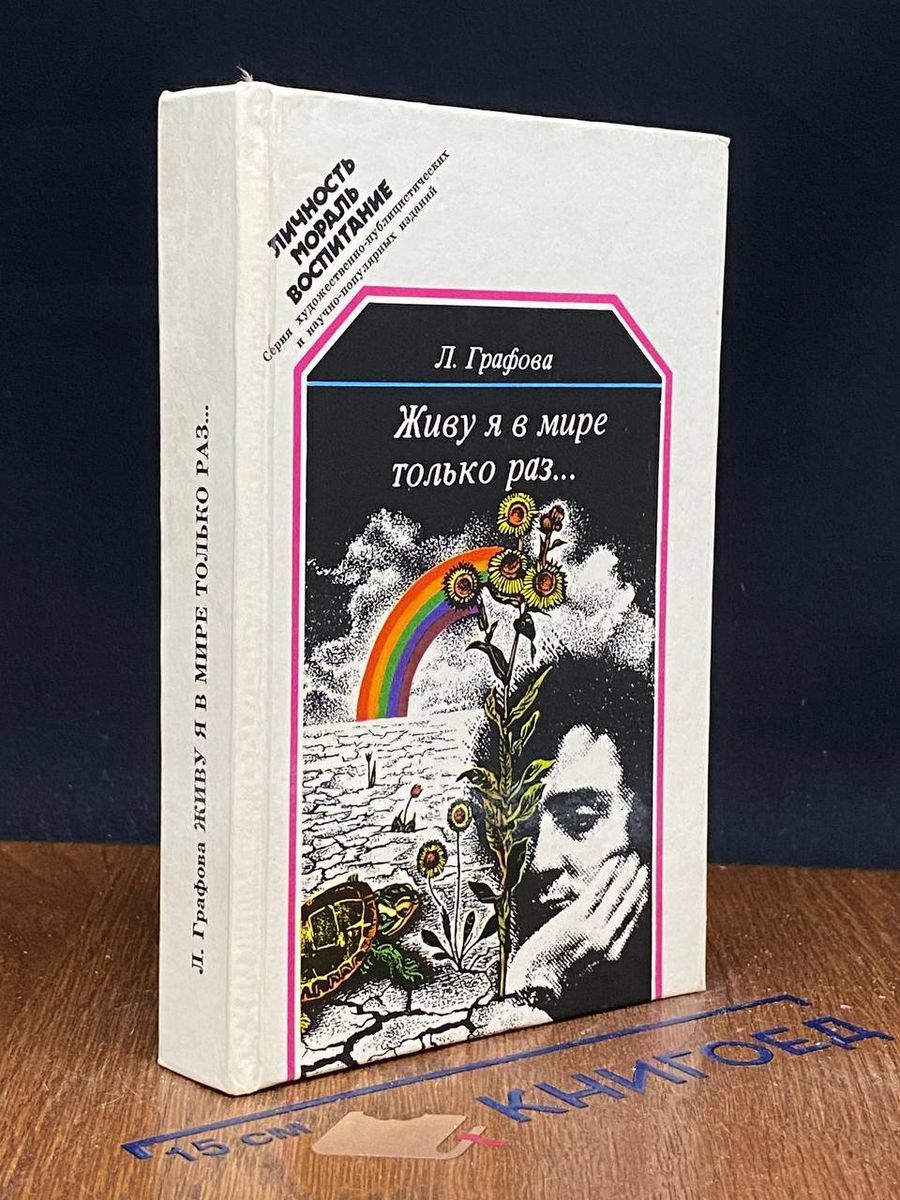 ЛИЧНОСТЬ
МОРАЛЬ
ВОСПИТАНИЕ
Серия художественно-публицистических
и научно-популярных изданий
Л. Графова
Живу я в мире
только раз...
Л. Графова ЖИВУ Я В МИРЕ ТОЛЬКО РАЗ...
15 см
КНИГОЕД